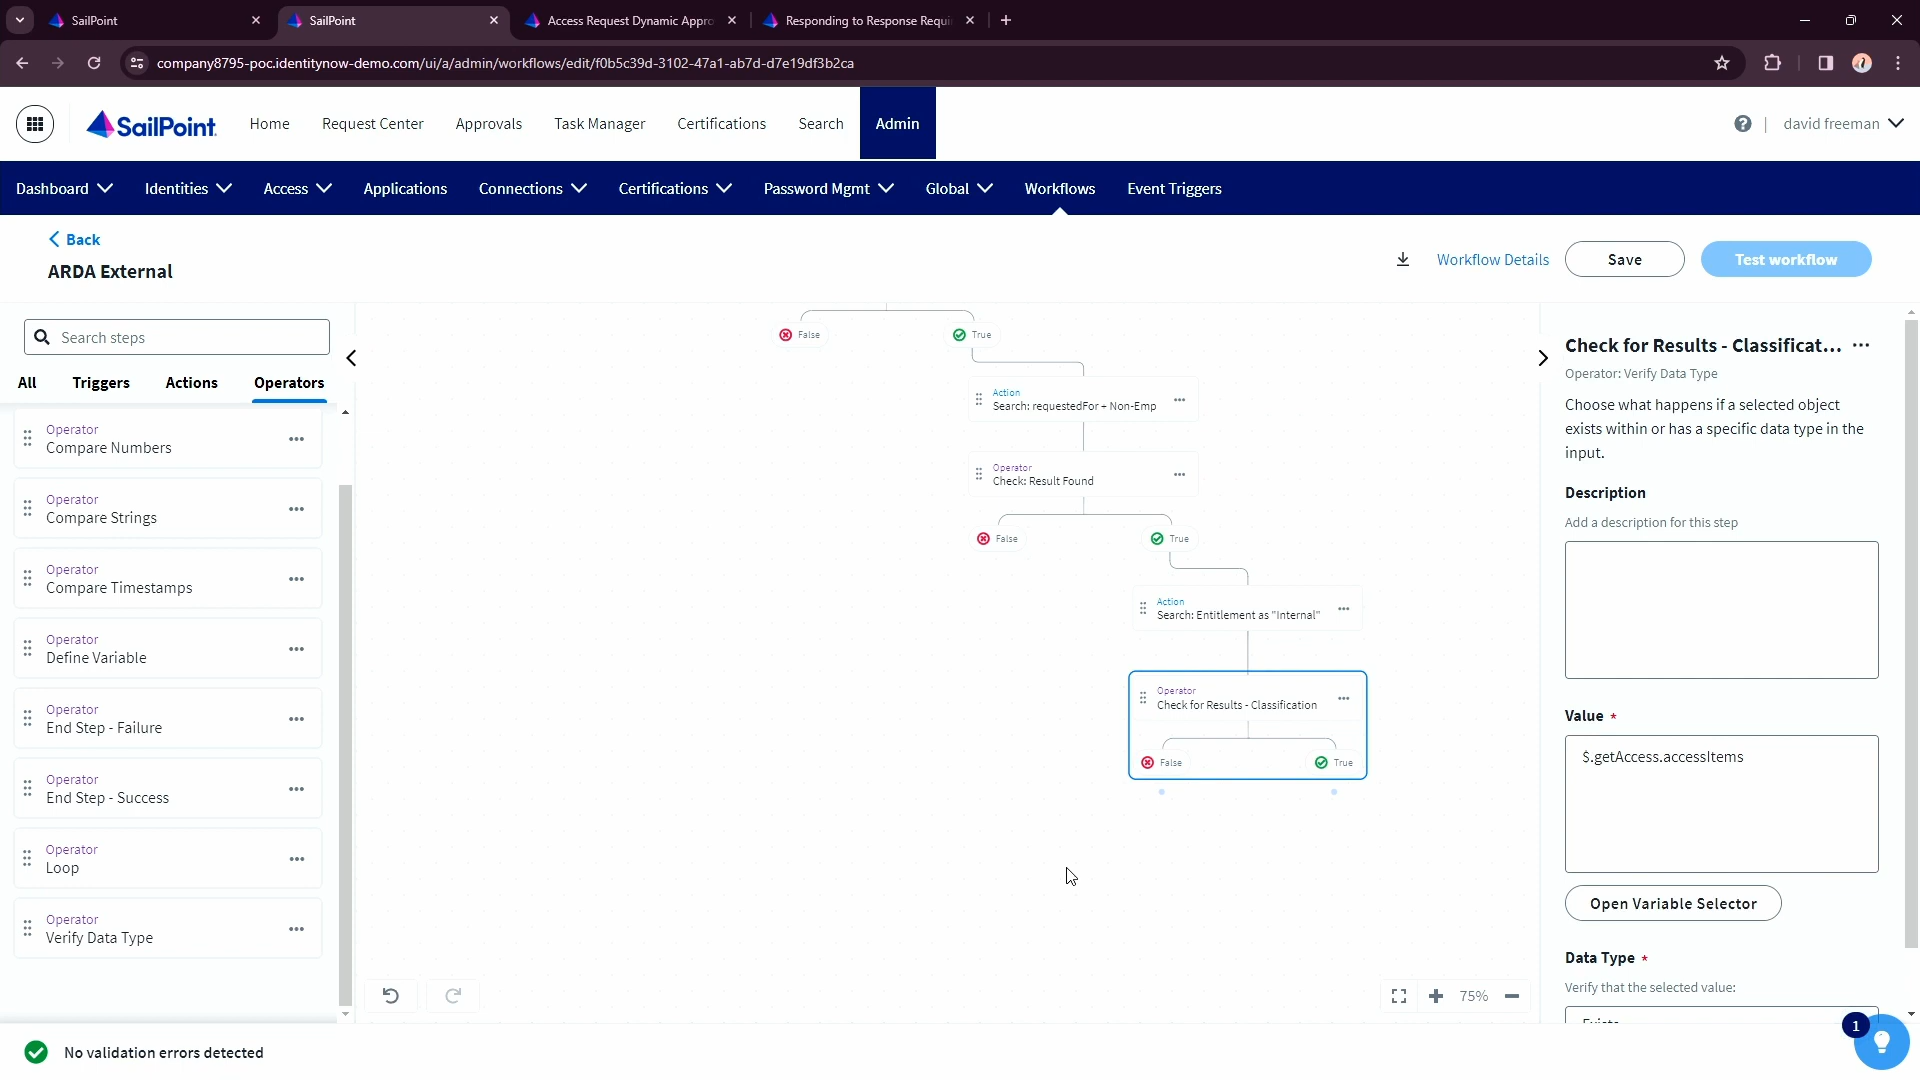 SailPoint
SailPoint
Access Request Dynamic Appro
Responding to Response Requi
company8795-poc.identitynow-demo.com/ui/a/admin/workflows/edit/f0b5c39d-3102-47a1-ab7d-d7e19df3b2ca
SailPoint
Home
Request Center
Approvals
Task Manager
Certifications
Search
Admin
david freeman
Dashboard
Identities
Access
Applications
Connections
Certifications
Password Mgmt
Global
Workflows
Event Triggers
Back
ARDA External
Workflow Details
Save
Test workflow
Search steps
All
Triggers
Actions
Operators
Operator
Compare Numbers
Operator
Compare Strings
Operator
Compare Timestamps
Operator
Define Variable
Operator
End Step - Failure
Operator
End Step - Success
Operator
Loop
Operator
Verify Data Type
False
True
Action
Search: requestedFor + Non-Emp
Operator
Check: Result Found
False
True
Action
Search: Entitlement as "Internal"
Operator
Check for Results - Classification
False
True
75%
Check for Results - Classificat...
Operator: Verify Data Type
Choose what happens if a selected object
exists within or has a specific data type in the
input.
Description
Add a description for this step
Value *
$.getAccess.accessItems
Open Variable Selector
Data Type *
Verify that the selected value:
Exists
1
No validation errors detected